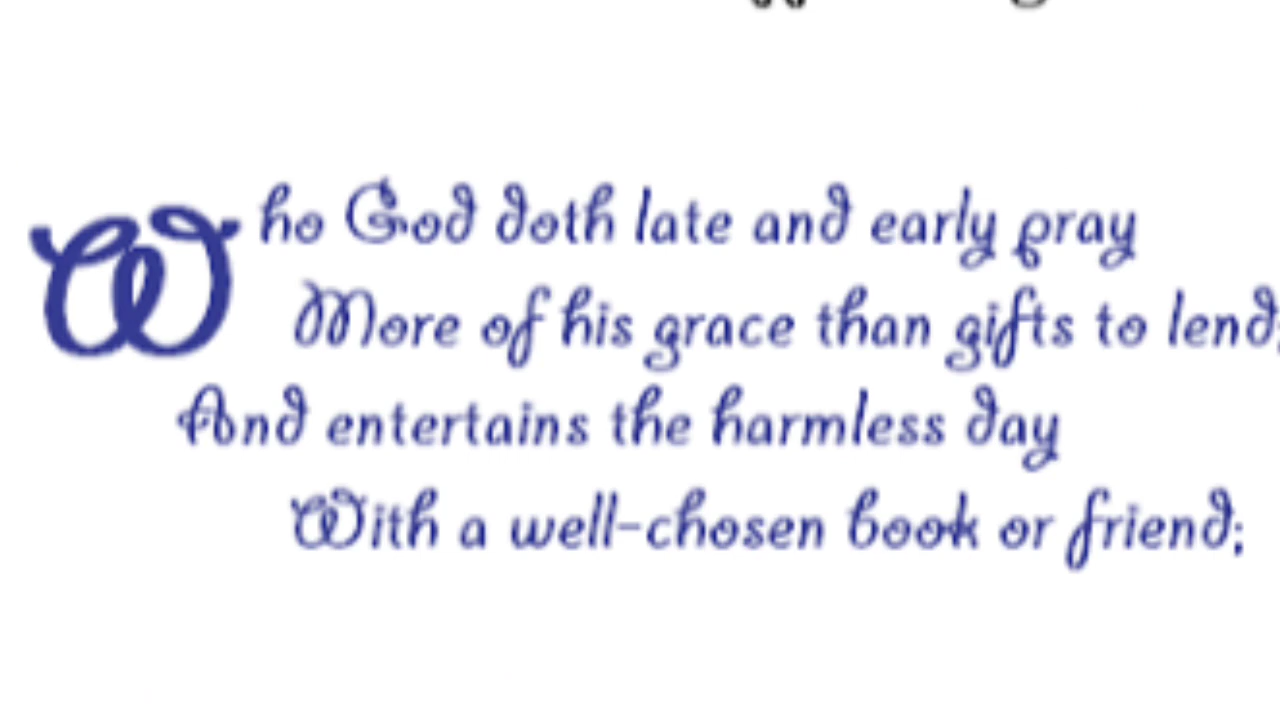 Who God doth late and early pray
More of his grace than gifts to lend;
And entertains the harmless day
With a well-chosen book or friend;